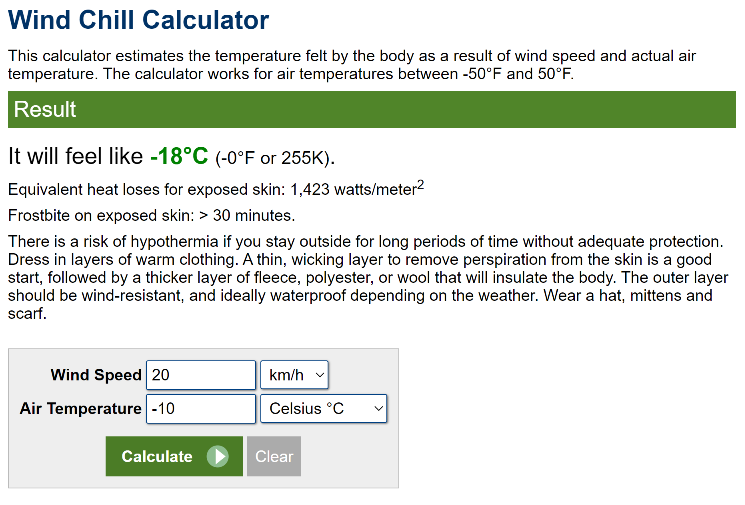 Wind Chill Calculator
This calculator estimates the temperature felt by the body as a result of wind speed and actual air
temperature. The calculator works for air temperatures between -50°F and 50°F.
Result
It will feel like -18°C (-0°F or 255K).
Equivalent heat loses for exposed skin: 1,423 watts/meter²
Frostbite on exposed skin: > 30 minutes.
There is a risk of hypothermia if you stay outside for long periods of time without adequate protection.
Dress in layers of warm clothing. A thin, wicking layer to remove perspiration from the skin is a good
start, followed by a thicker layer of fleece, polyester, or wool that will insulate the body. The outer layer
should be wind-resistant, and ideally waterproof depending on the weather. Wear a hat, mittens and
scarf.
Wind Speed 20 km/h
Air Temperature -10 Celsius °C
Calculate Clear